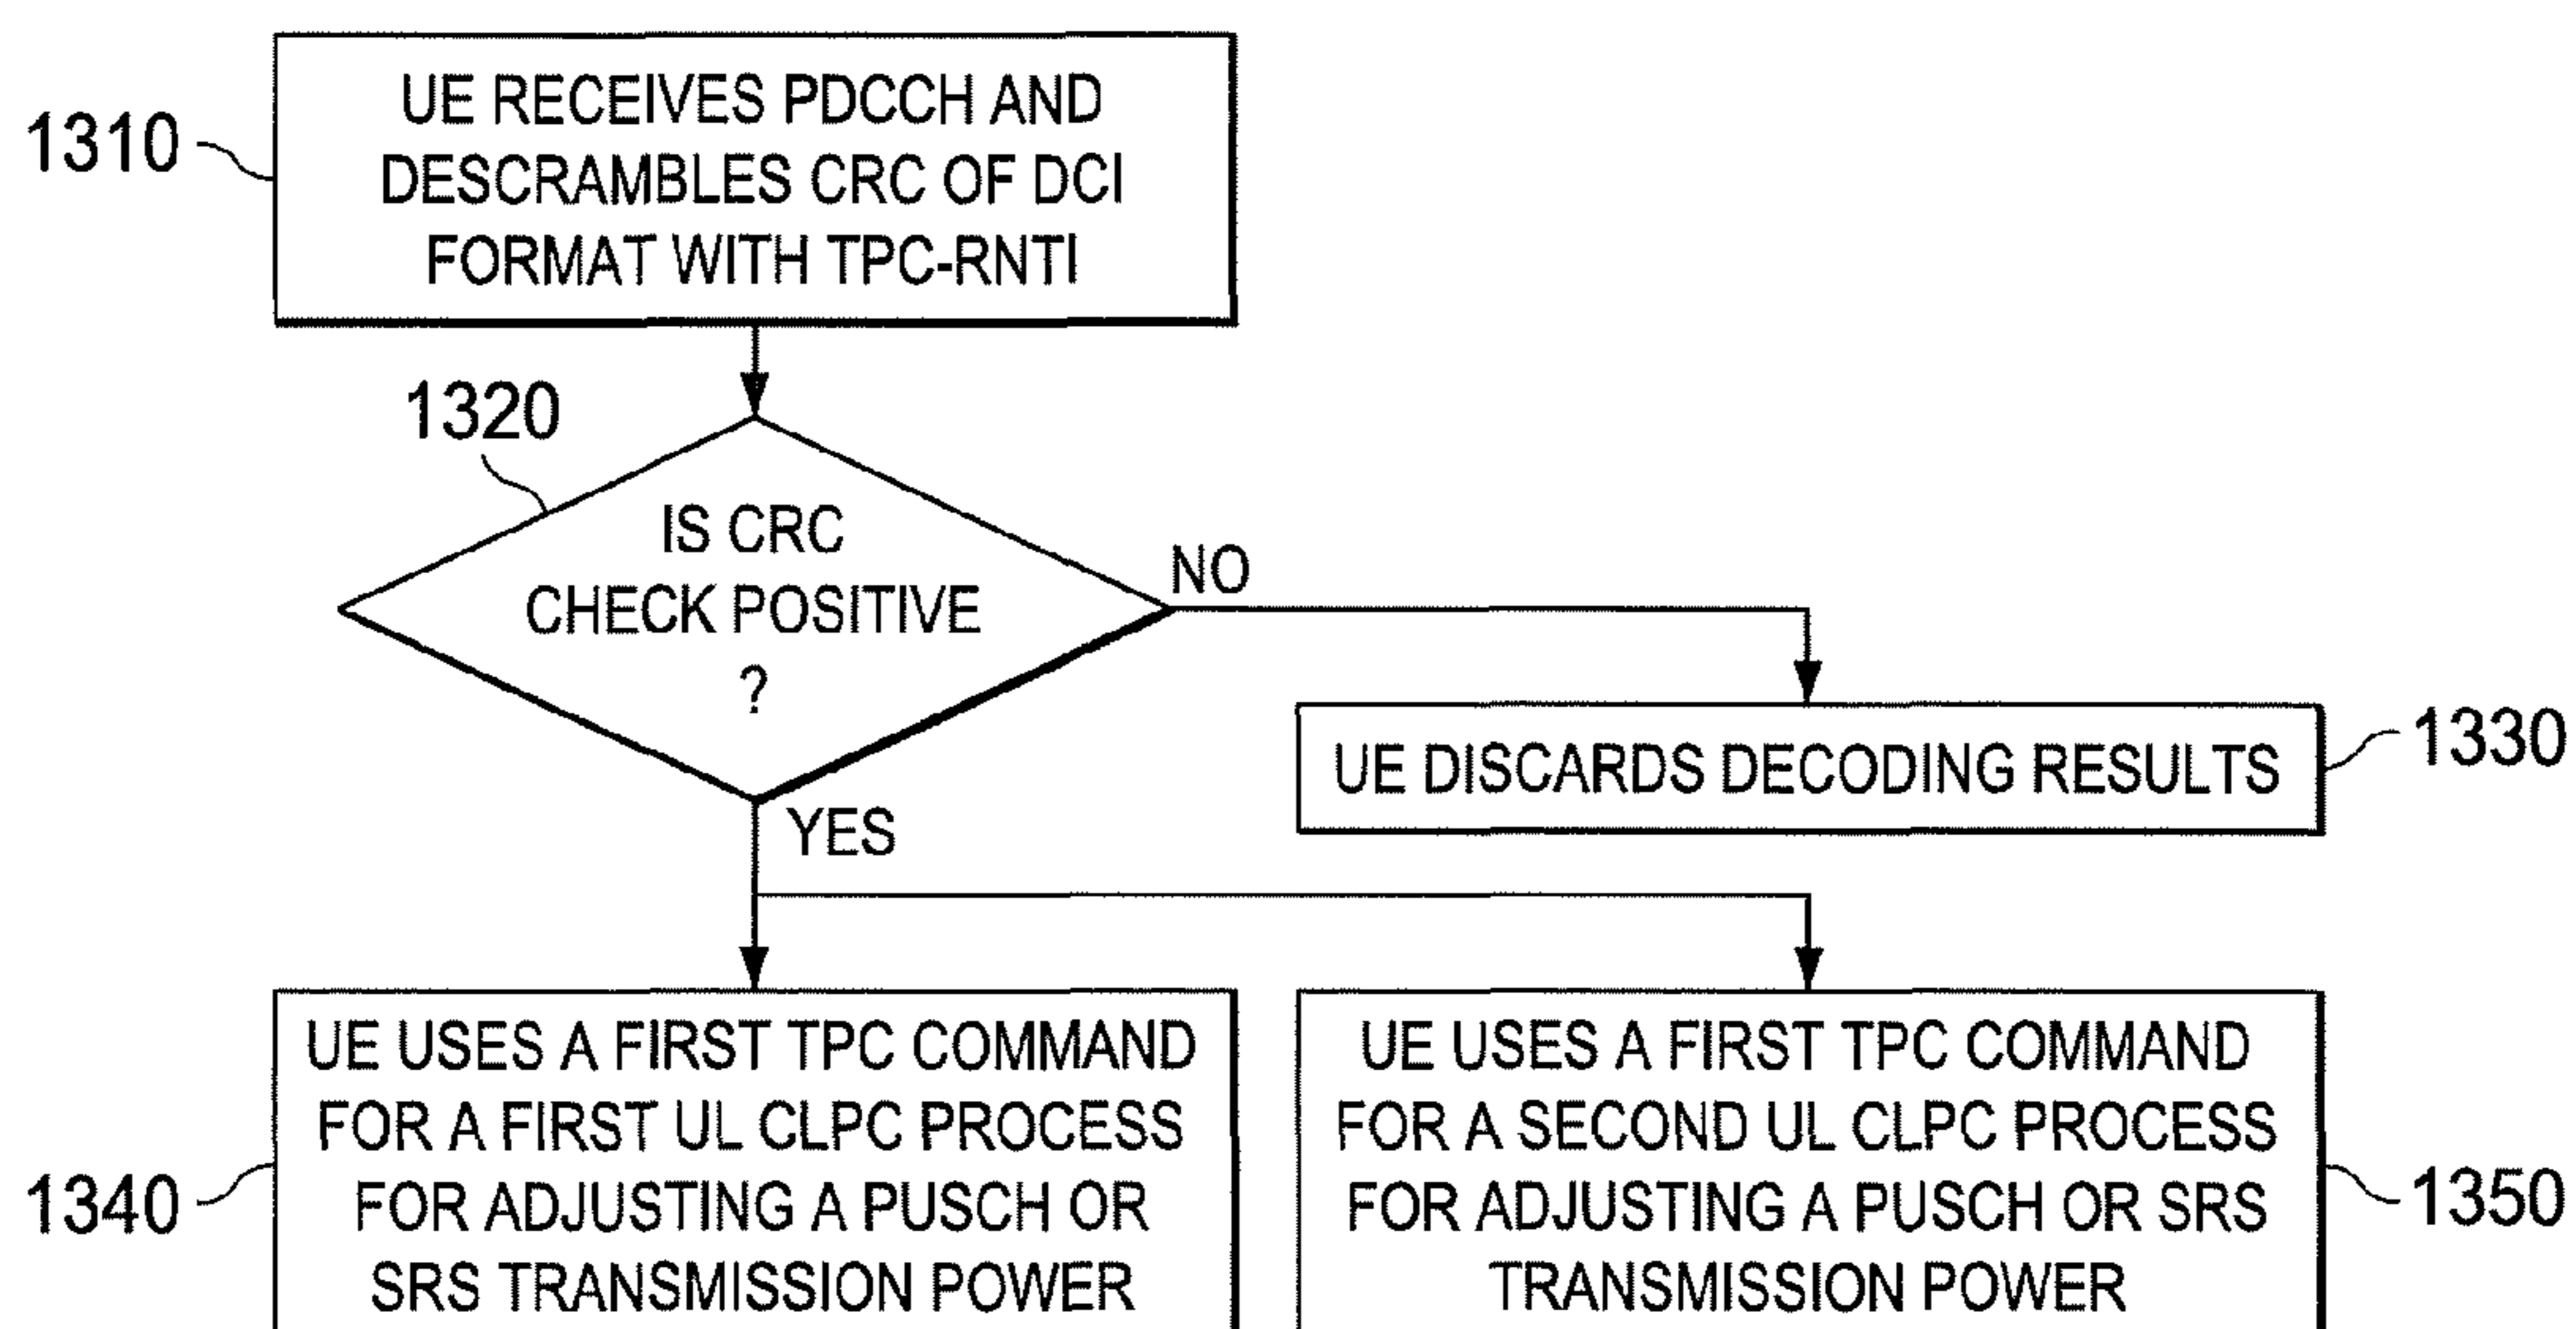 1310
UE RECEIVES PDCCH AND
DESCRAMBLES CRC OF DCI
FORMAT WITH TPC-RNTI
1320
IS CRC
CHECK POSITIVE
?
NO
YES
UE DISCARDS DECODING RESULTS
1330
1340
UE USES A FIRST TPC COMMAND
FOR A FIRST UL CLPC PROCESS
FOR ADJUSTING A PUSCH OR
SRS TRANSMISSION POWER
UE USES A FIRST TPC COMMAND
FOR A SECOND UL CLPC PROCESS
FOR ADJUSTING A PUSCH OR SRS
TRANSMISSION POWER
1350